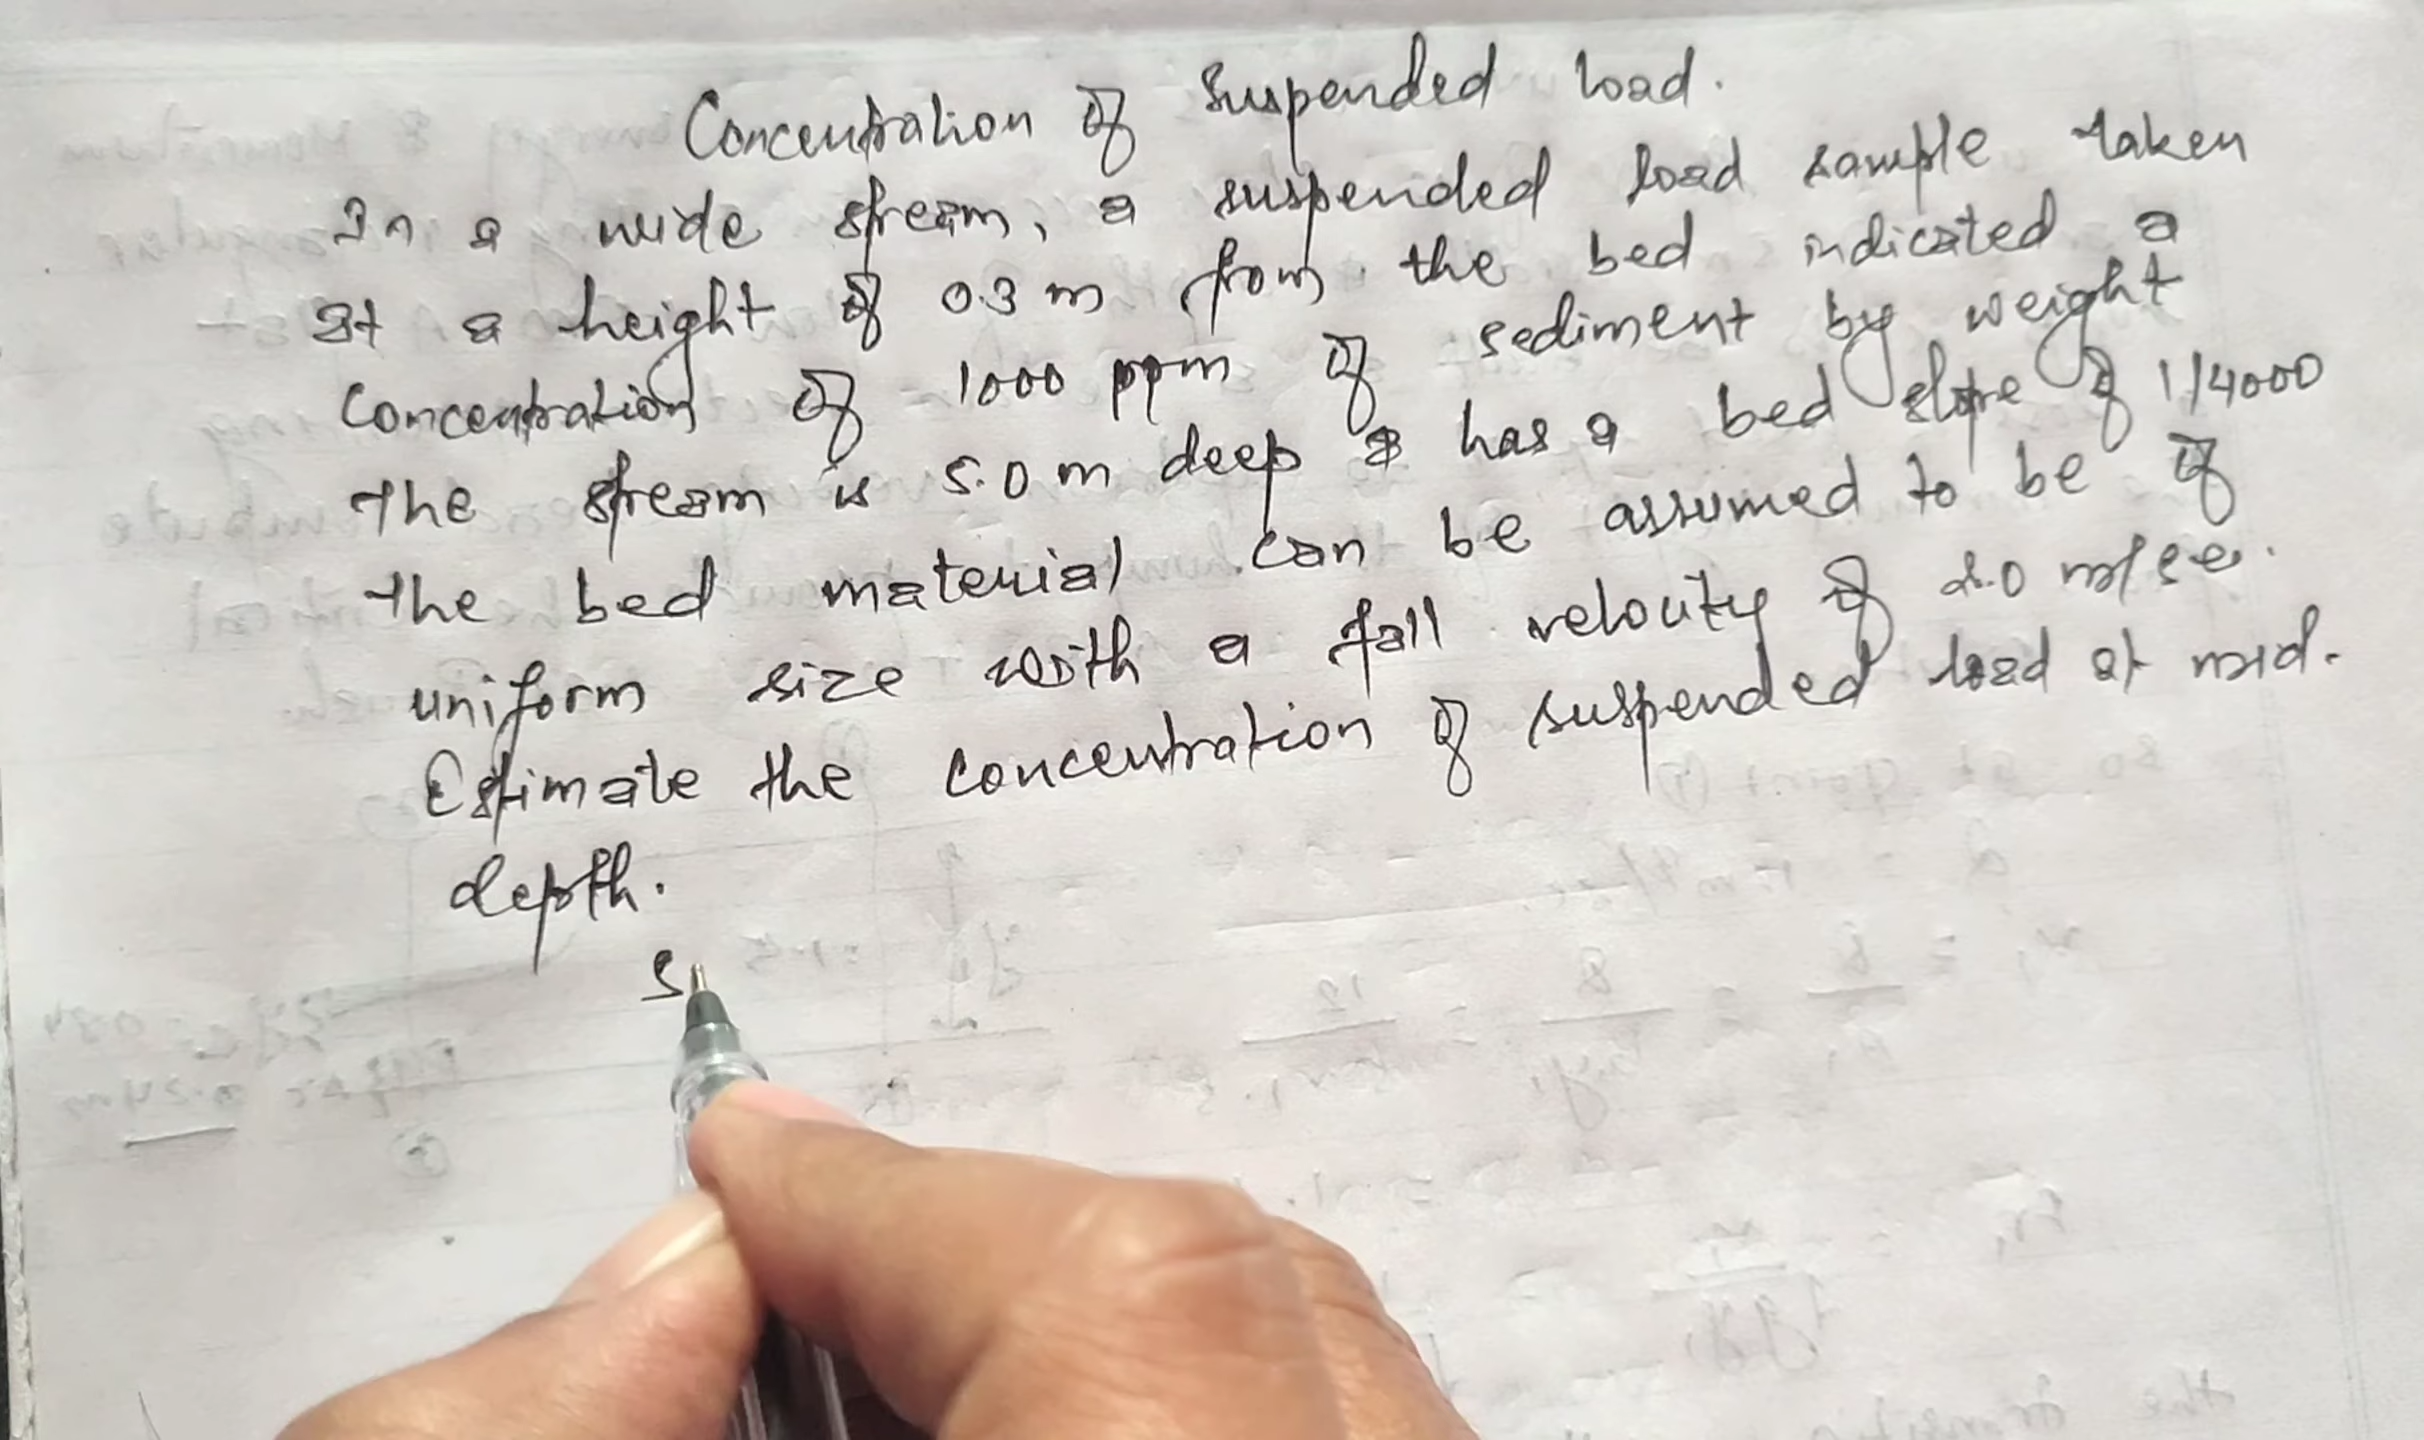 Concentration of Suspended load.
In a wide stream, a suspended load sample taken
at a height of 0.3 m from the bed indicated a
concentration of 1000 ppm of sediment by weight
the stream is 5.0 m deep & has a bed slope of 1/4000
the bed material can be assumed to be of
uniform size with a fall velocity of 2.0 m/sec.
Estimate the concentration of suspended load at mid.
depth.
S